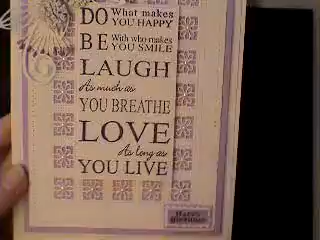 DO What makes
YOU HAPPY
BE With who makes
YOU SMILE
LAUGH
As much as
YOU BREATHE
LOVE
As long as
YOU LIVE
Happy
Birthday